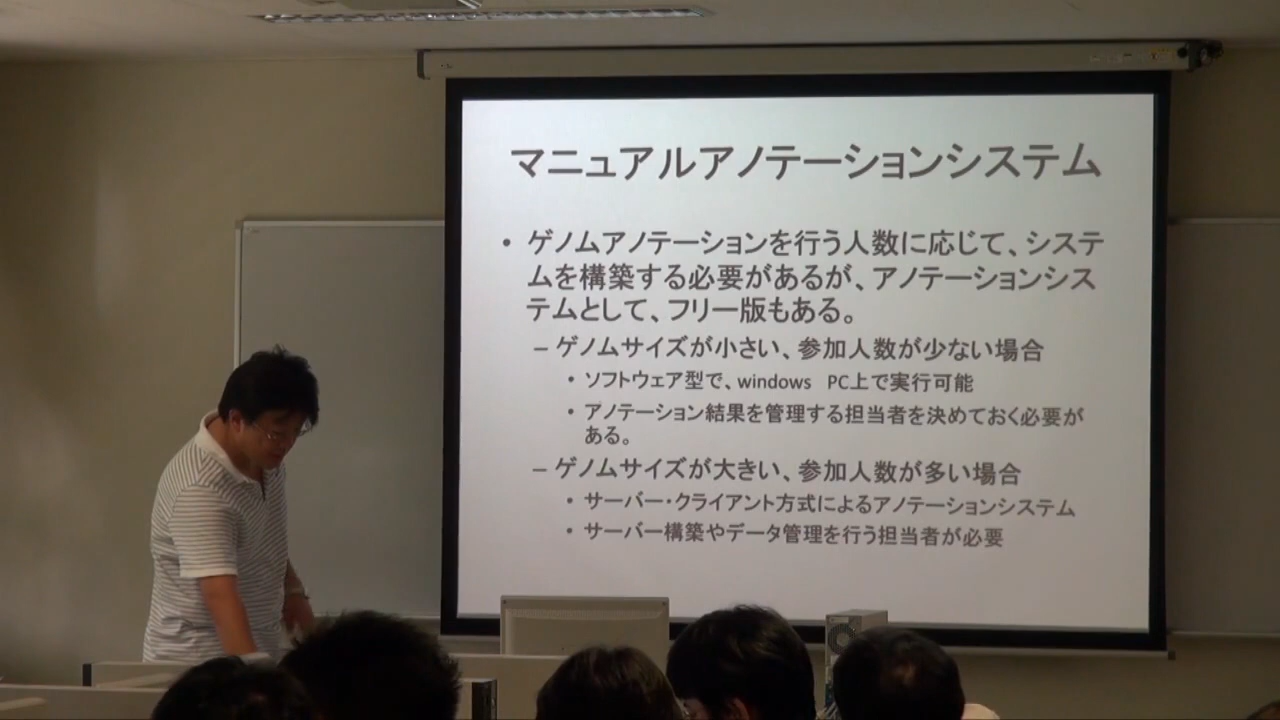 マニュアルアノテーションシステム
• ゲノムアノテーションを行う人数に応じて、システ
ムを構築する必要があるが、アノテーションシス
テムとして、フリー版もある。
– ゲノムサイズが小さい、参加人数が少ない場合
• ソフトウェア型で、windows　PC上で実行可能
• アノテーション結果を管理する担当者を決めておく必要が
ある。
– ゲノムサイズが大きい、参加人数が多い場合
• サーバー・クライアント方式によるアノテーションシステム
• サーバー構築やデータ管理を行う担当者が必要